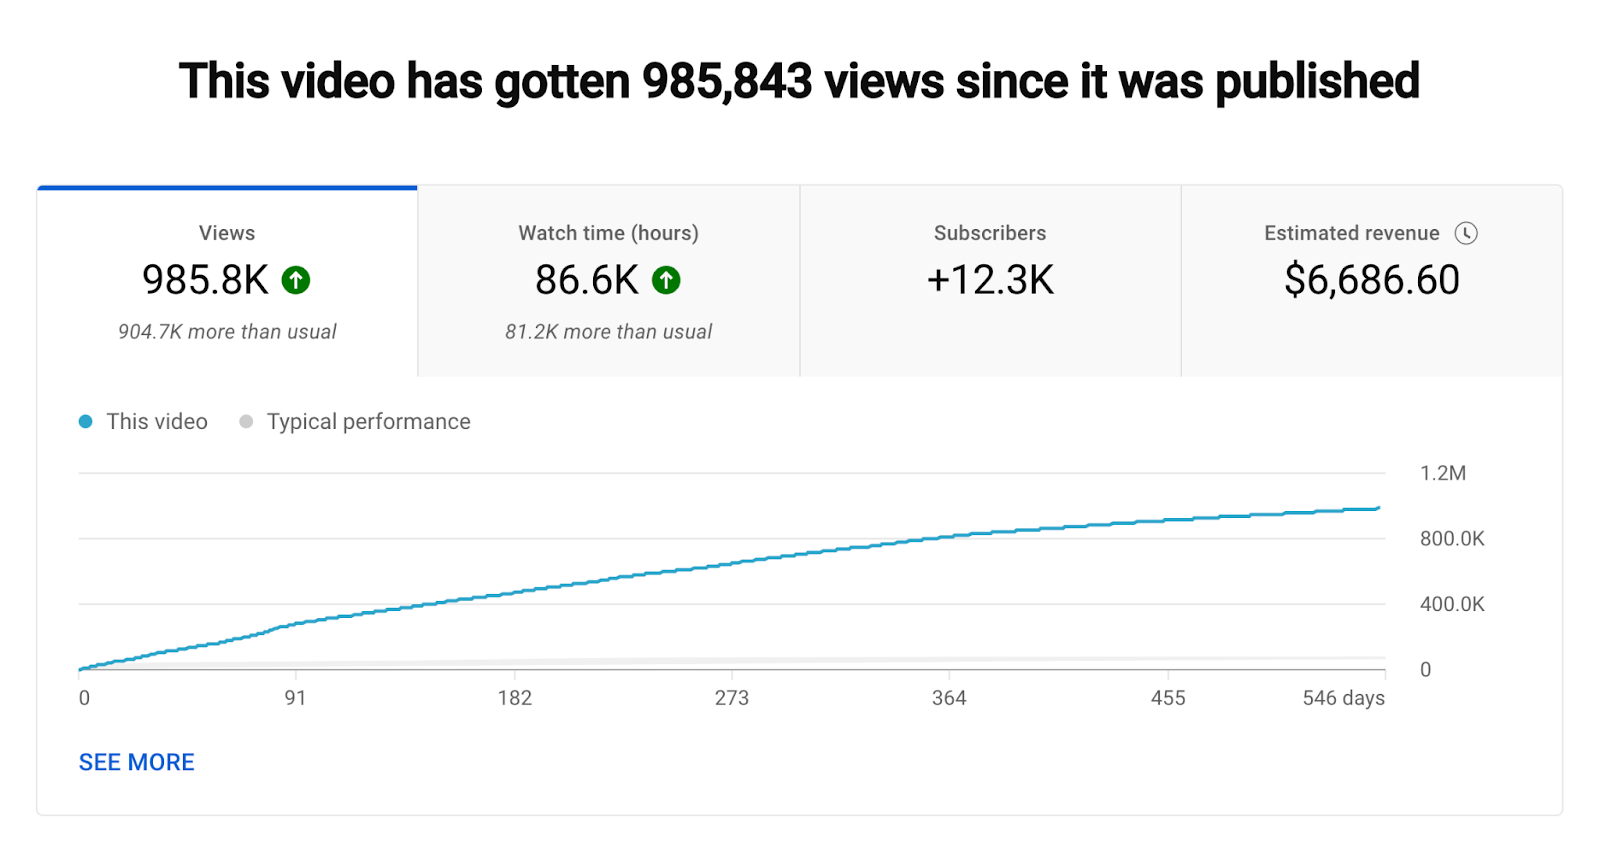 This video has gotten 985,843 views since it was published
Views
985.8K
904.7K more than usual
Watch time (hours)
86.6K
81.2K more than usual
Subscribers
+12.3K
Estimated revenue
$6,686.60
This video
Typical performance
1.2M
800.0K
400.0K
0
0 91 182 273 364 455 546 days
SEE MORE